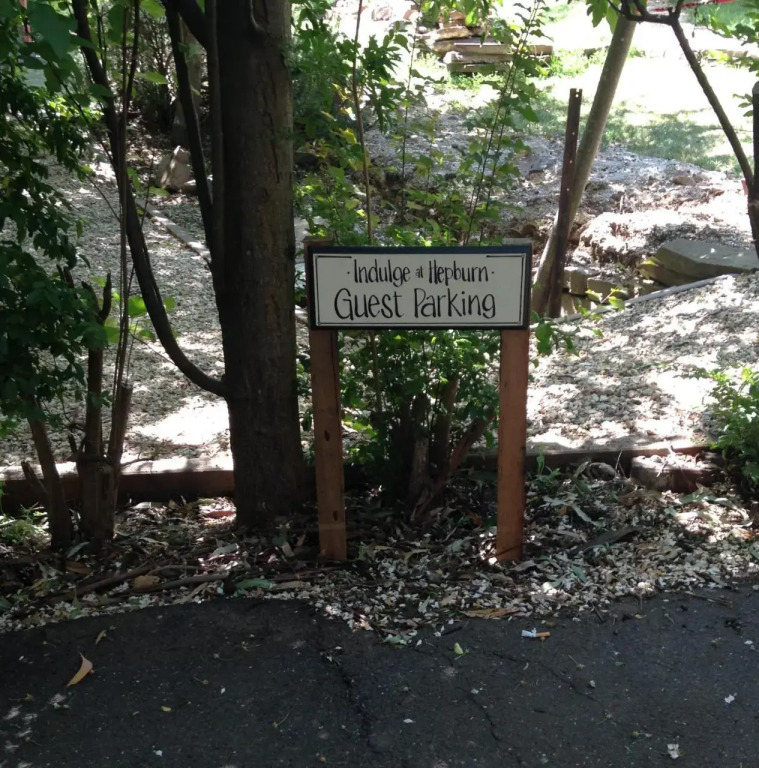 · Indulge at Hepburn ·
Guest Parking